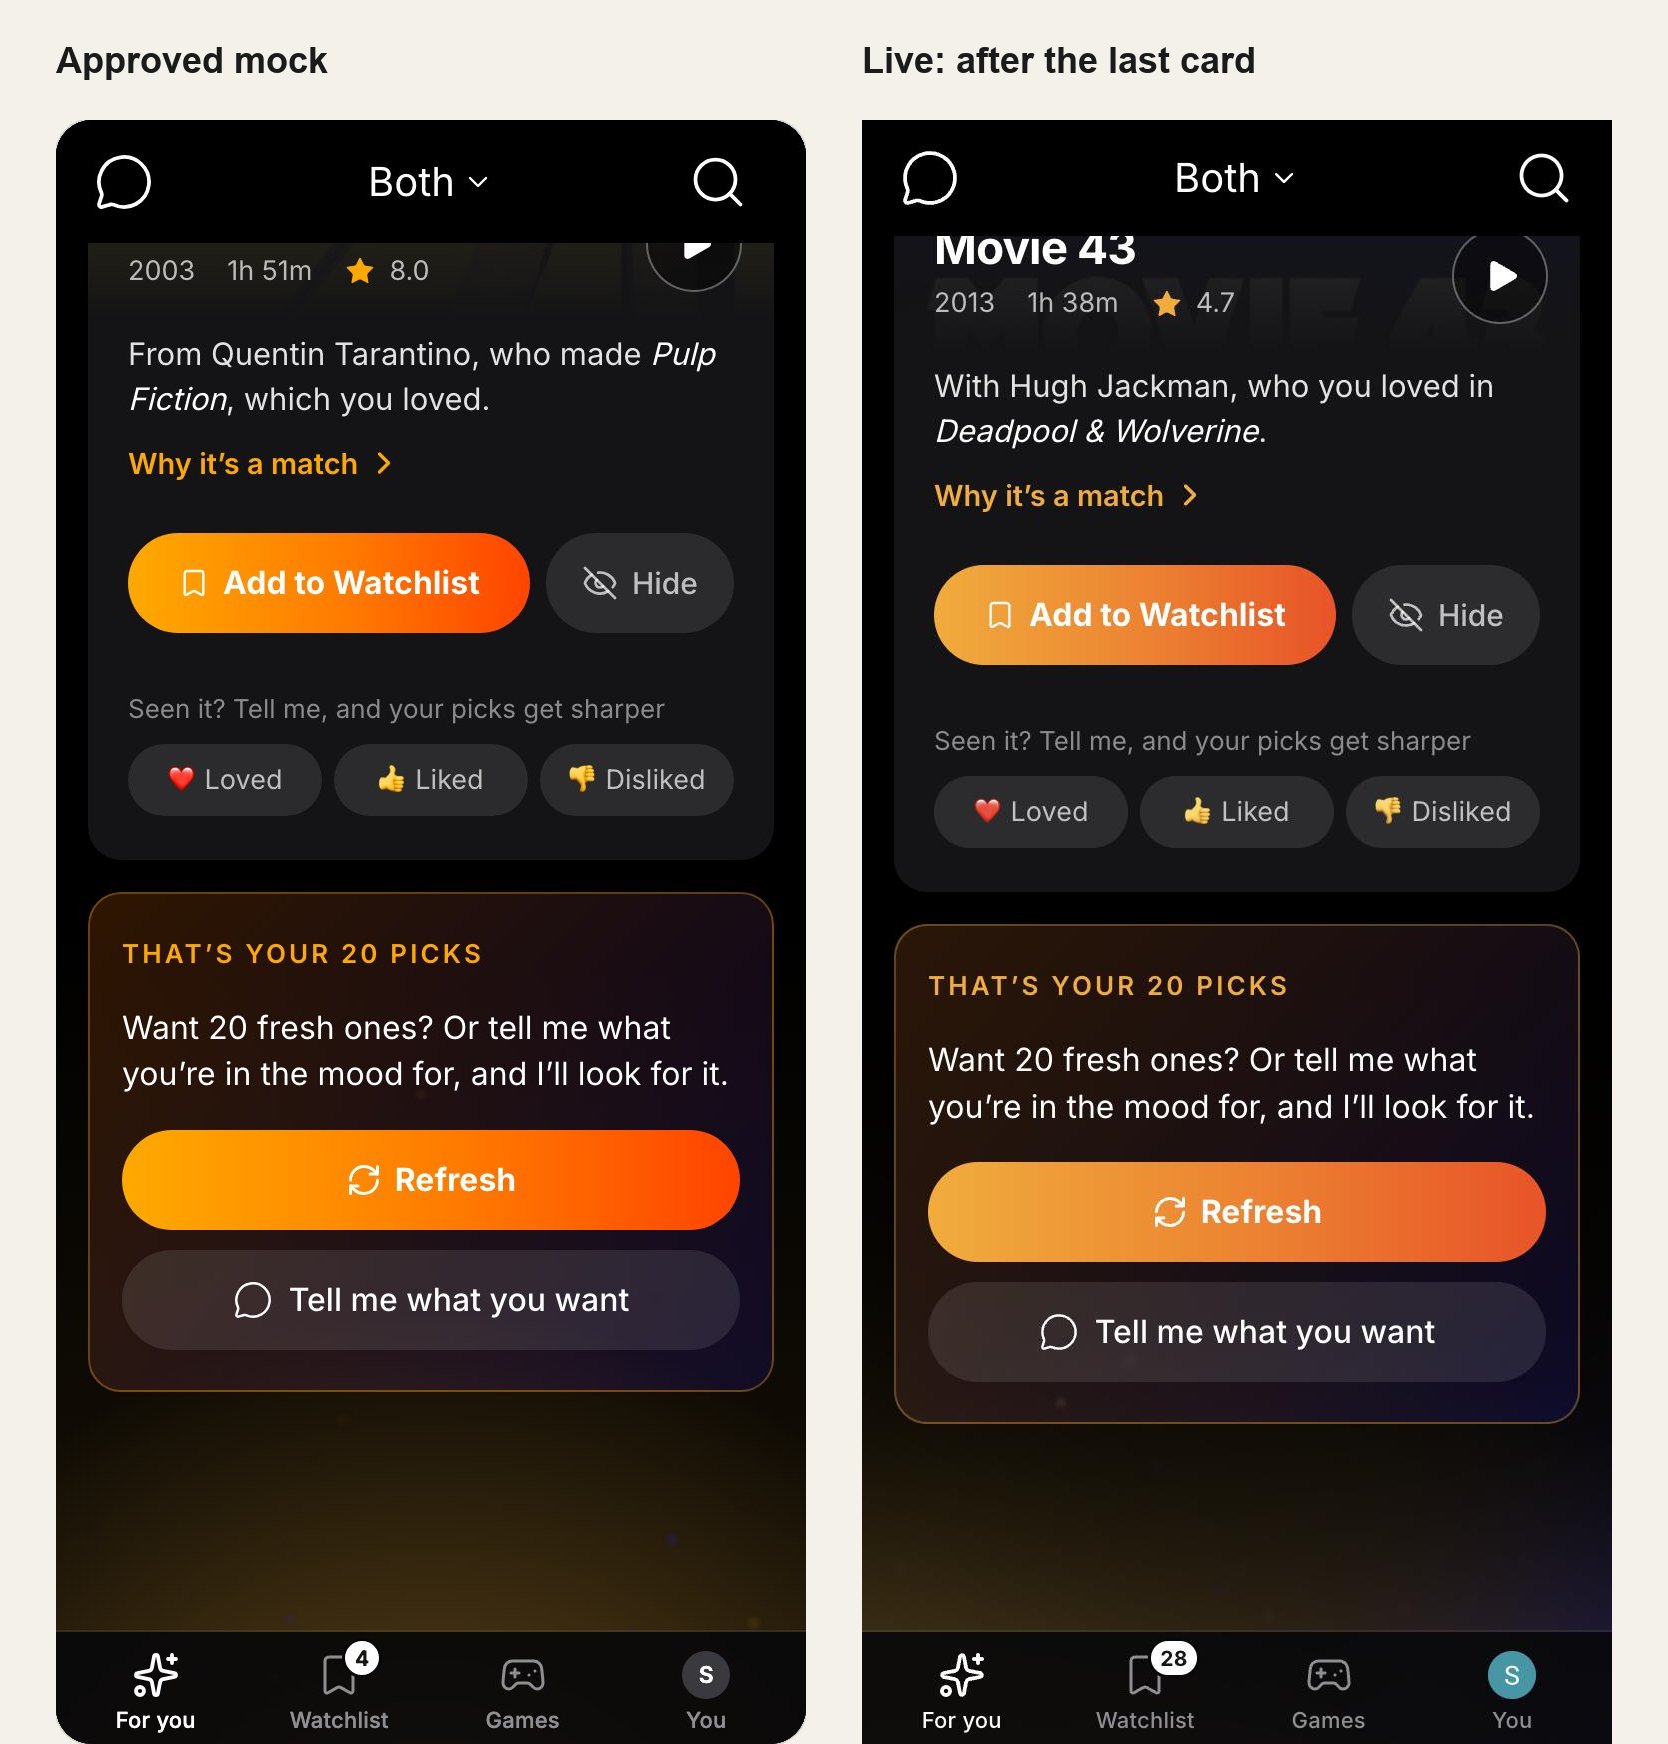 Approved mock
Both
2003 1h 51m 8.0
From Quentin Tarantino, who made Pulp
Fiction, which you loved.
Why it’s a match
Add to Watchlist
Hide
Seen it? Tell me, and your picks get sharper
Loved
Liked
Disliked
THAT’S YOUR 20 PICKS
Want 20 fresh ones? Or tell me what
you’re in the mood for, and I’ll look for it.
Refresh
Tell me what you want
For you
4
Watchlist
Games
S
You
Live: after the last card
Both
Movie 43
MOVIE 43
2013 1h 38m 4.7
With Hugh Jackman, who you loved in
Deadpool & Wolverine.
Why it’s a match
Add to Watchlist
Hide
Seen it? Tell me, and your picks get sharper
Loved
Liked
Disliked
THAT’S YOUR 20 PICKS
Want 20 fresh ones? Or tell me what
you’re in the mood for, and I’ll look for it.
Refresh
Tell me what you want
For you
28
Watchlist
Games
S
You